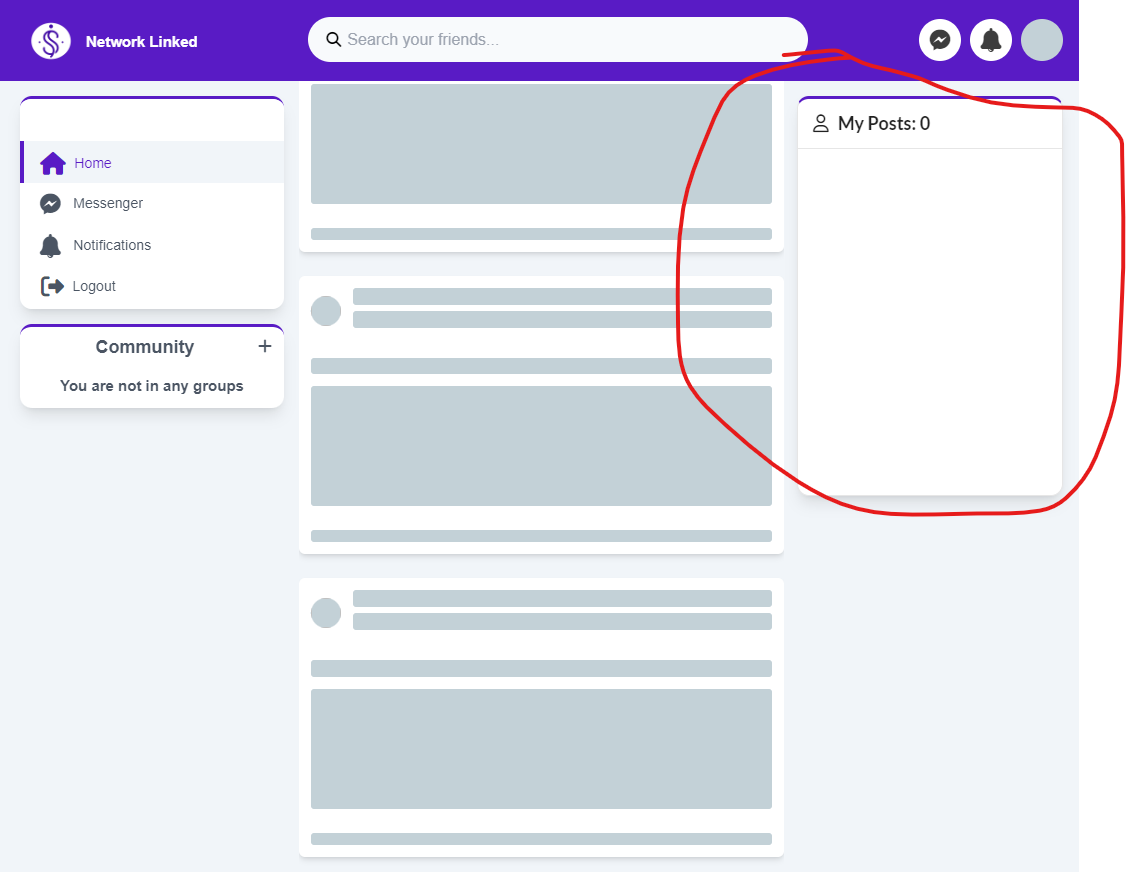 Network Linked
Search your friends...
Home
Messenger
Notifications
Logout
Community +
You are not in any groups
My Posts: 0